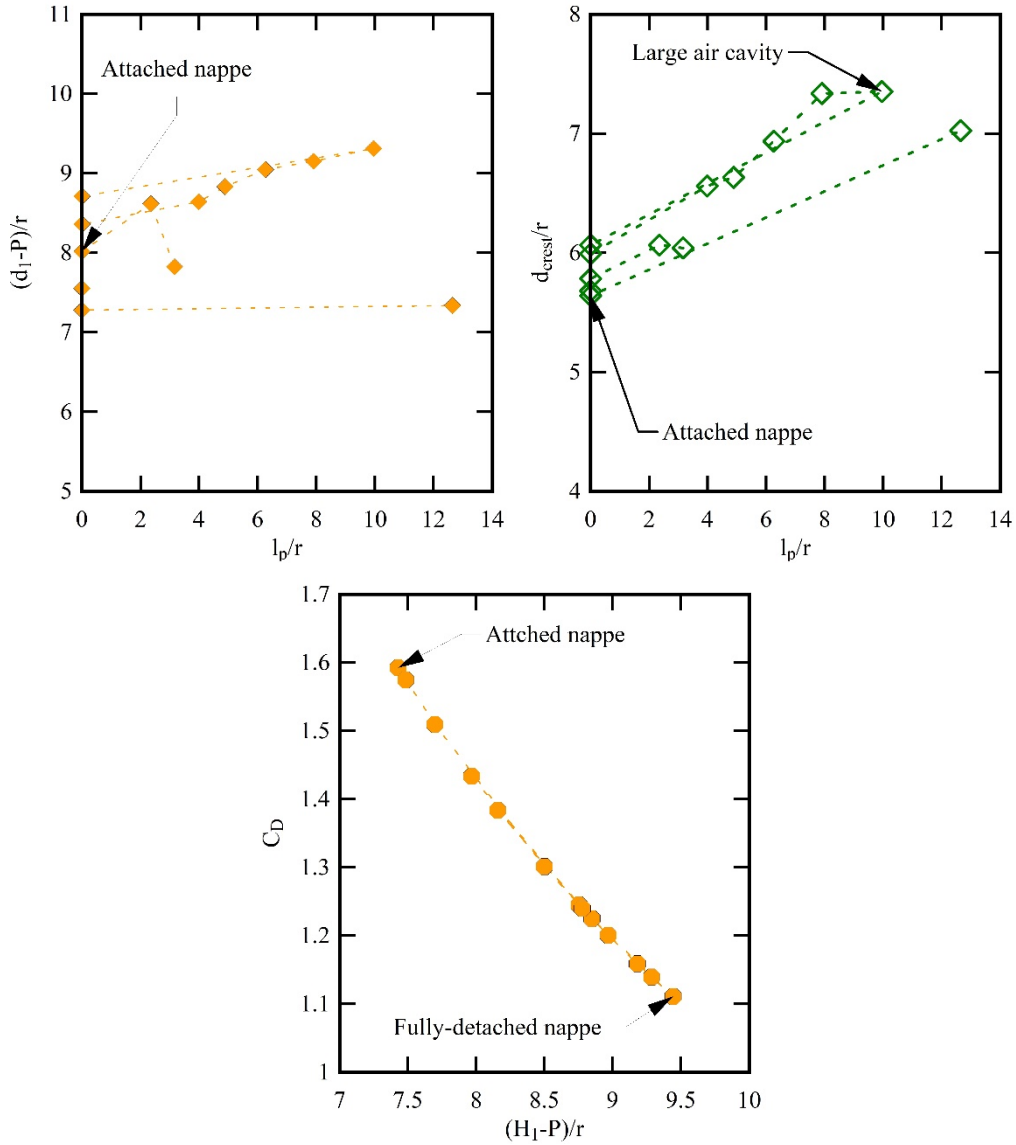 11
10
9
8
7
6
5
(d1-P)/r
Attached nappe
0 2 4 6 8 10 12 14
lp/r
8
7
6
5
4
dcrest/r
Large air cavity
Attached nappe
0 2 4 6 8 10 12 14
lp/r
1.7
1.6
1.5
1.4
1.3
1.2
1.1
1
CD
Attched nappe
Fully-detached nappe
7 7.5 8 8.5 9 9.5 10
(H1-P)/r